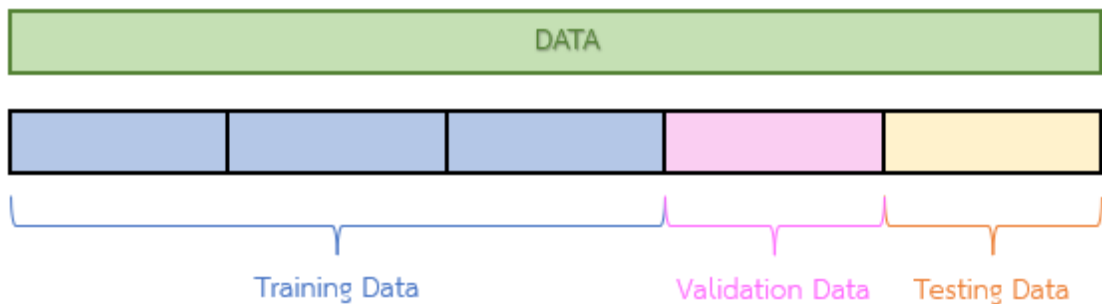 DATA
Training Data
Validation Data
Testing Data